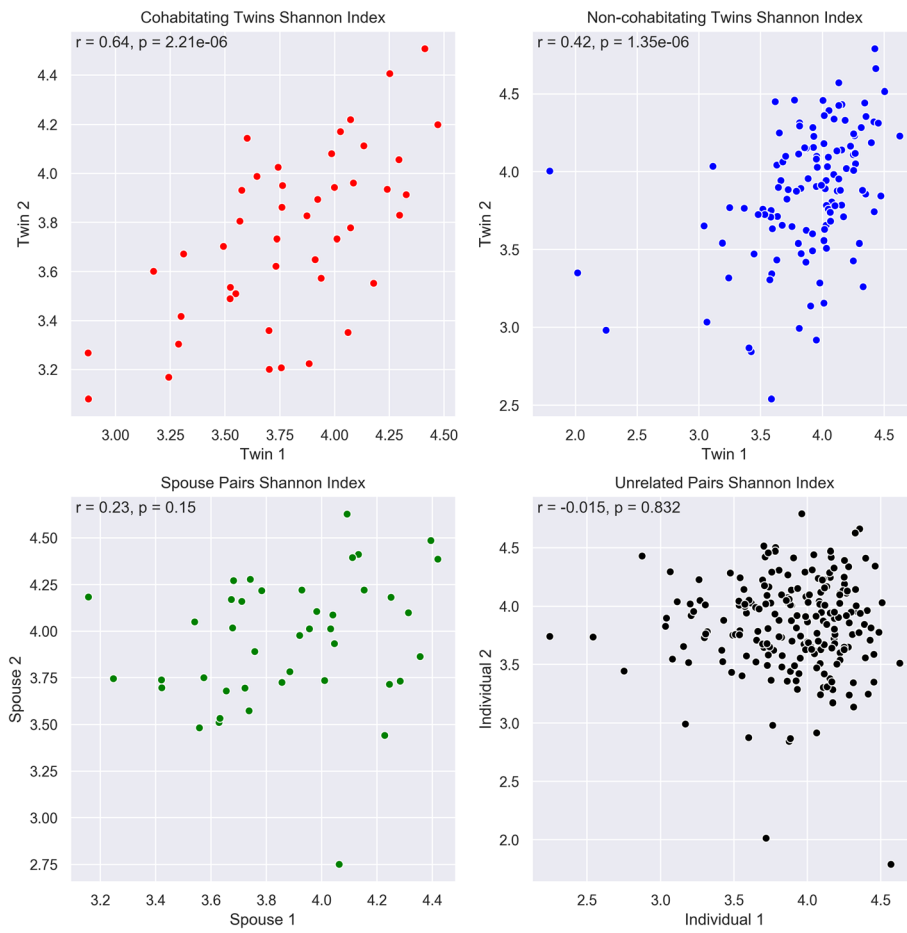 Cohabitating Twins Shannon Index
r = 0.64, p = 2.21e-06
4.4
4.2
4.0
3.8
3.6
3.4
3.2
Twin 2
3.00 3.25 3.50 3.75 4.00 4.25 4.50
Twin 1
Non-cohabitating Twins Shannon Index
r = 0.42, p = 1.35e-06
4.5
4.0
3.5
3.0
2.5
Twin 2
2.0 2.5 3.0 3.5 4.0 4.5
Twin 1
Spouse Pairs Shannon Index
r = 0.23, p = 0.15
4.50
4.25
4.00
3.75
3.50
3.25
3.00
2.75
Spouse 2
3.2 3.4 3.6 3.8 4.0 4.2 4.4
Spouse 1
Unrelated Pairs Shannon Index
r = -0.015, p = 0.832
4.5
4.0
3.5
3.0
2.5
2.0
Individual 2
2.5 3.0 3.5 4.0 4.5
Individual 1